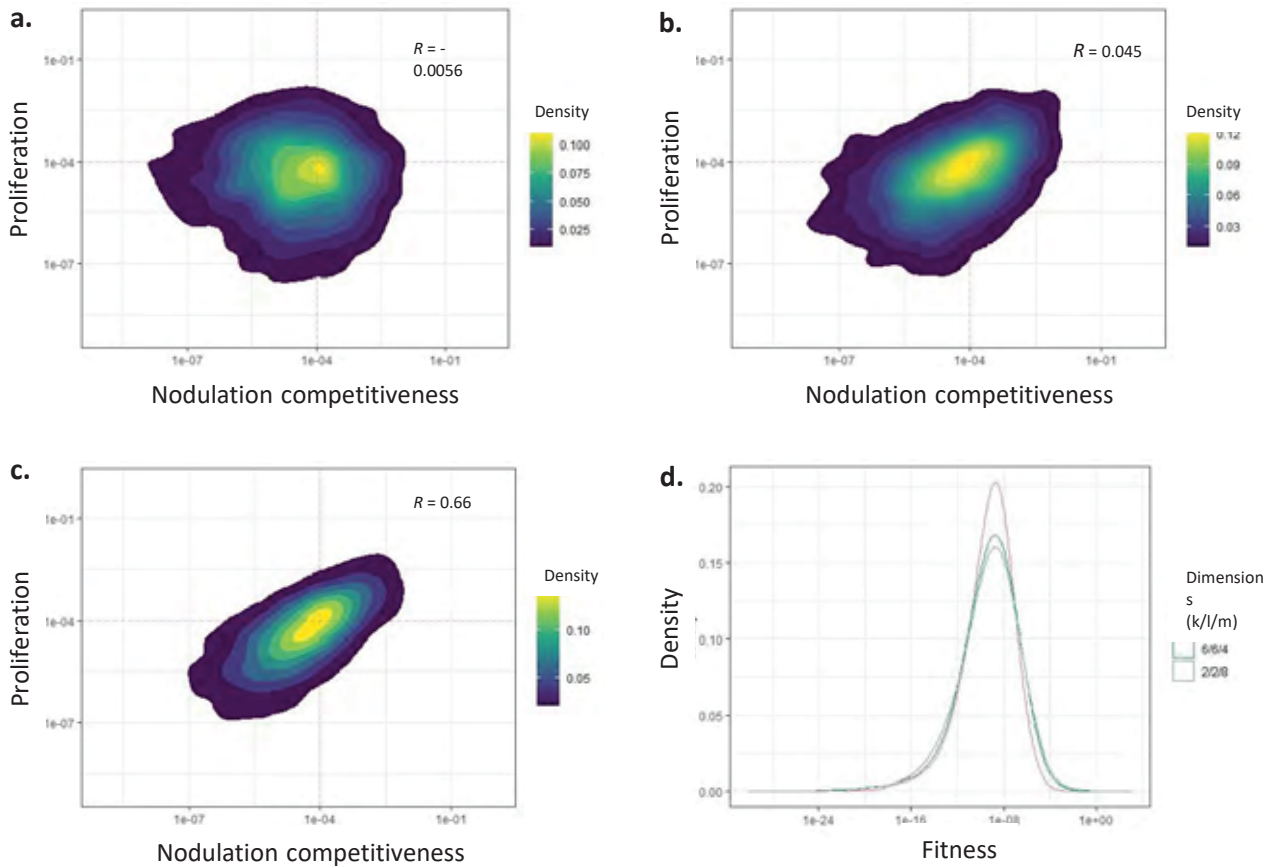 a.
R = -
0.0056
1e-01
1e-04
1e-07
Proliferation
Density
0.100
0.075
0.050
0.025
1e-07 1e-04 1e-01
Nodulation competitiveness
b.
R = 0.045
1e-01
1e-04
1e-07
Proliferation
Density
0.12
0.09
0.06
0.03
1e-07 1e-04 1e-01
Nodulation competitiveness
c.
R = 0.66
1e-01
1e-04
1e-07
Proliferation
Density
0.10
0.05
1e-07 1e-04 1e-01
Nodulation competitiveness
d.
0.20
0.15
0.10
0.05
0.00
Density
Dimension
s
(k/l/m)
6/6/4
2/2/8
1e-24 1e-16 1e-08 1e+00
Fitness